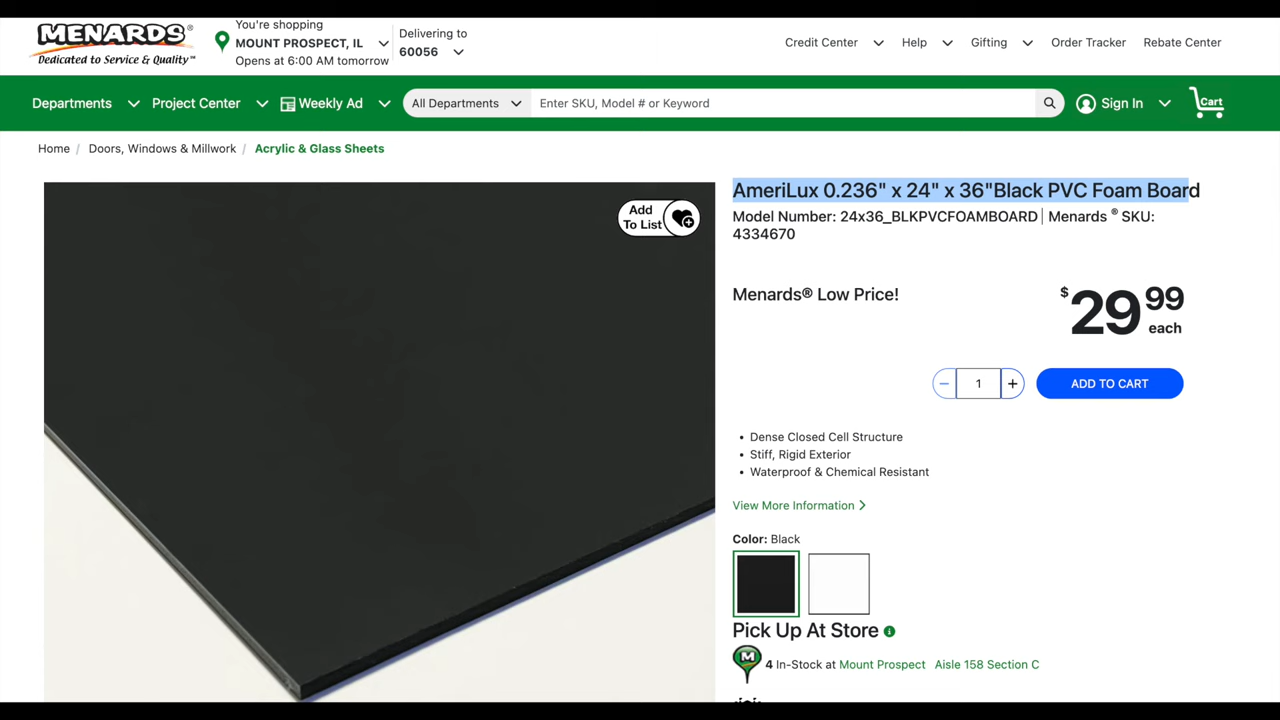 MENARDS®
Dedicated to Service & Quality™
You're shopping
MOUNT PROSPECT, IL
Opens at 6:00 AM tomorrow
Delivering to
60056
Credit Center
Help
Gifting
Order Tracker
Rebate Center
Departments
Project Center
Weekly Ad
All Departments
Enter SKU, Model # or Keyword
Sign In
Cart
Home / Doors, Windows & Millwork / Acrylic & Glass Sheets
Add
To List
AmeriLux 0.236" x 24" x 36"Black PVC Foam Board
Model Number: 24x36_BLKPVCFOAMBOARD | Menards ® SKU:
4334670
Menards® Low Price!
$29 99
each
1
ADD TO CART
• Dense Closed Cell Structure
• Stiff, Rigid Exterior
• Waterproof & Chemical Resistant
View More Information
Color: Black
Pick Up At Store
M
4 In-Stock at Mount Prospect Aisle 158 Section C